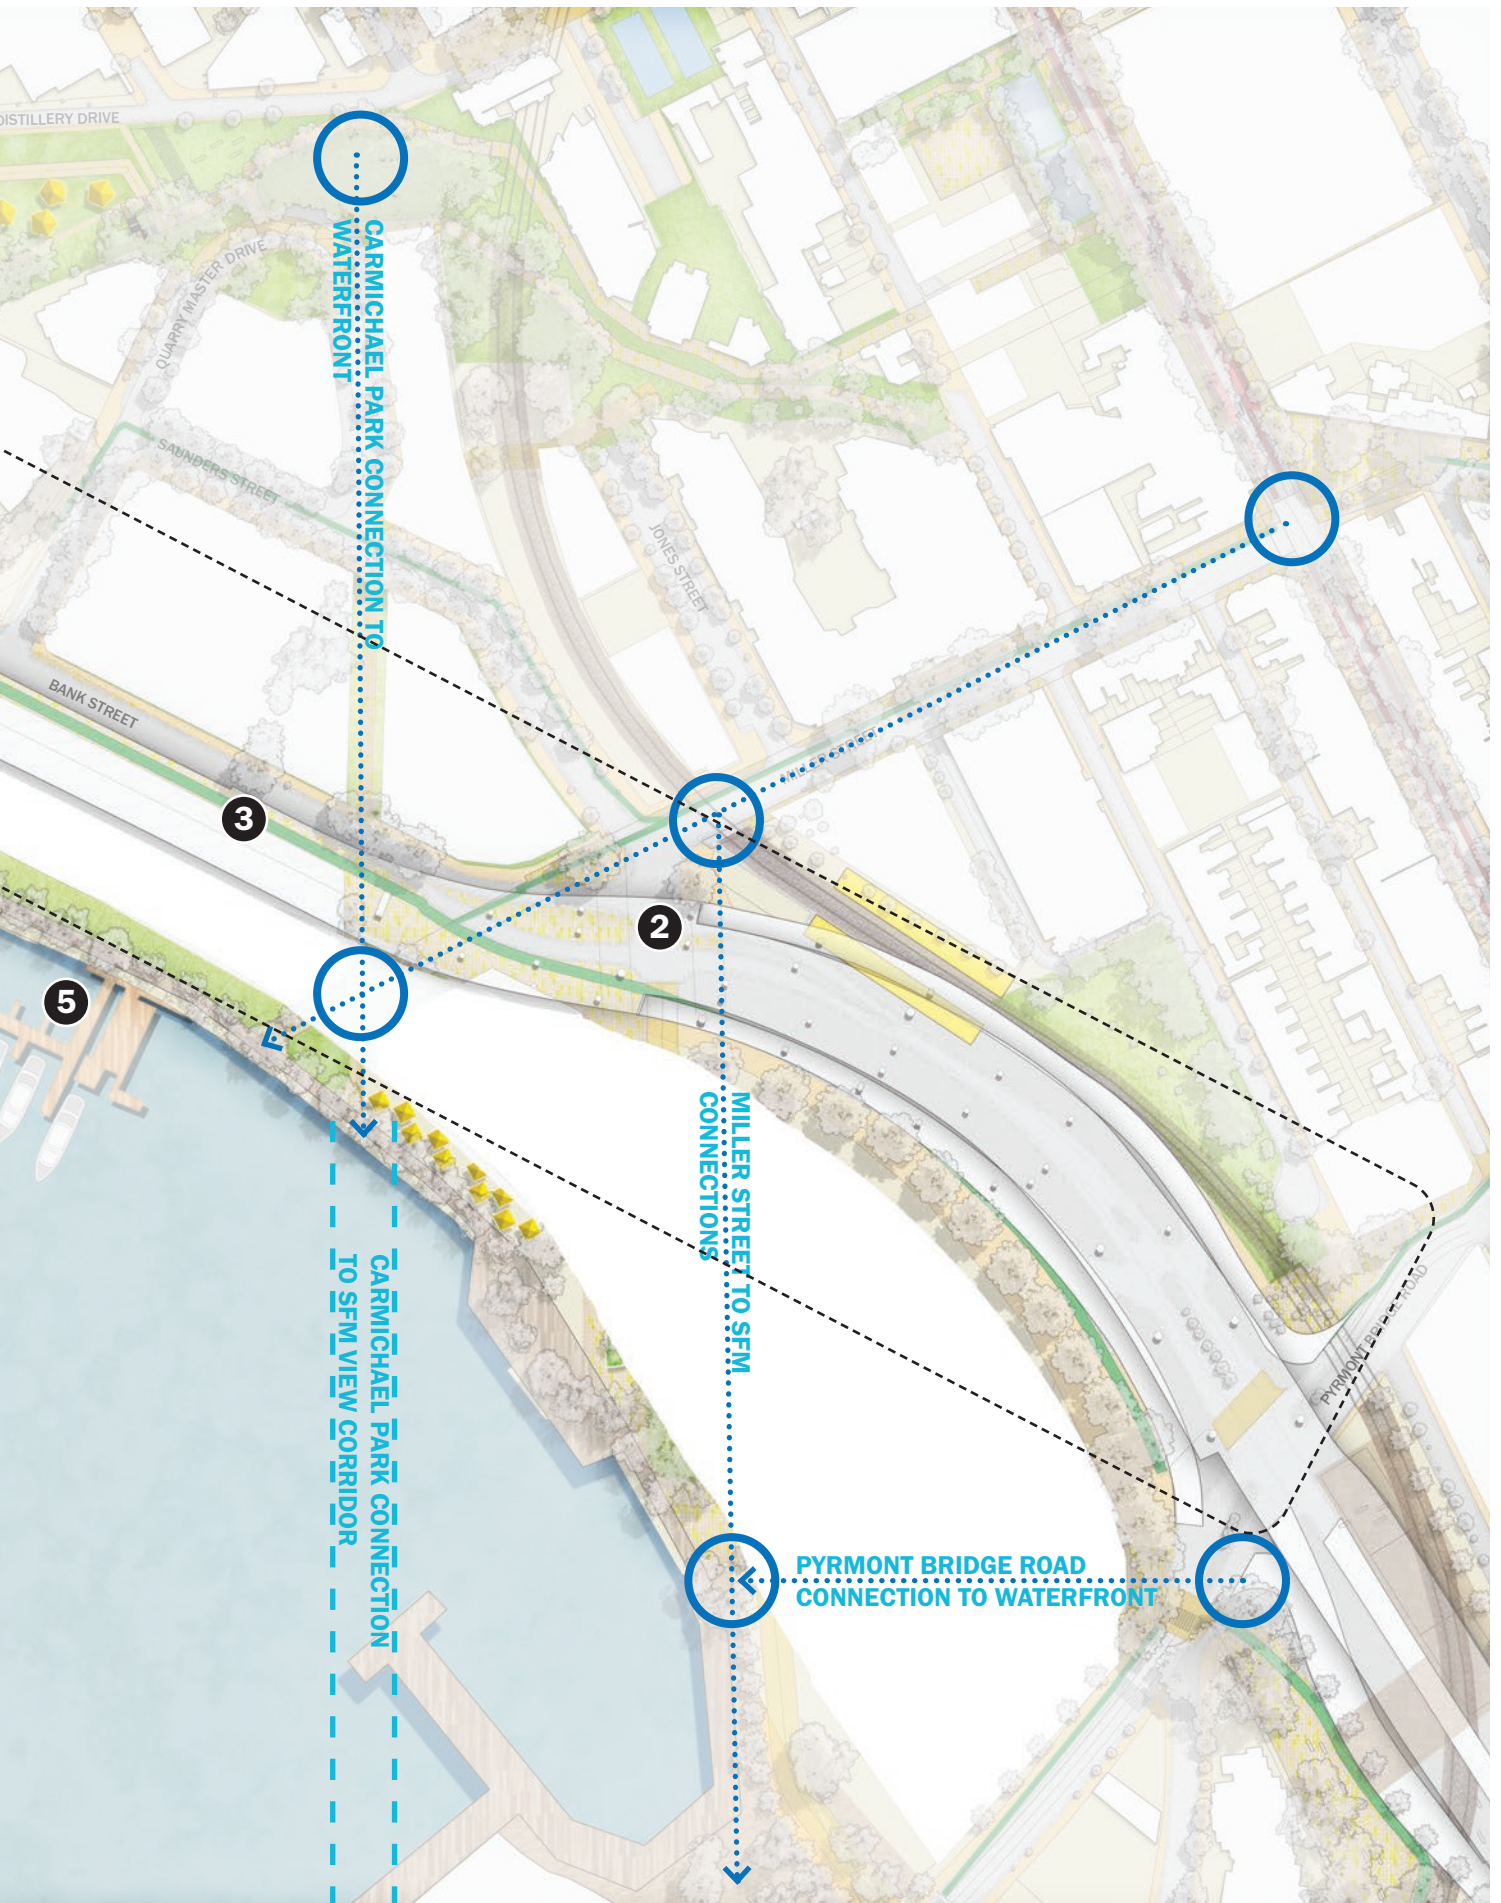 DISTILLERY DRIVE
QUARRY MASTER DRIVE
CARMICHAEL PARK CONNECTION TO
WATERFRONT
SAUNDERS STREET
JONES STREET
BANK STREET
MILLER STREET
3
2
5
MILLER STREET TO SFM
CONNECTIONS
CARMICHAEL PARK CONNECTION
TO SFM VIEW CORRIDOR
PYRMONT BRIDGE ROAD
PYRMONT BRIDGE ROAD
CONNECTION TO WATERFRONT